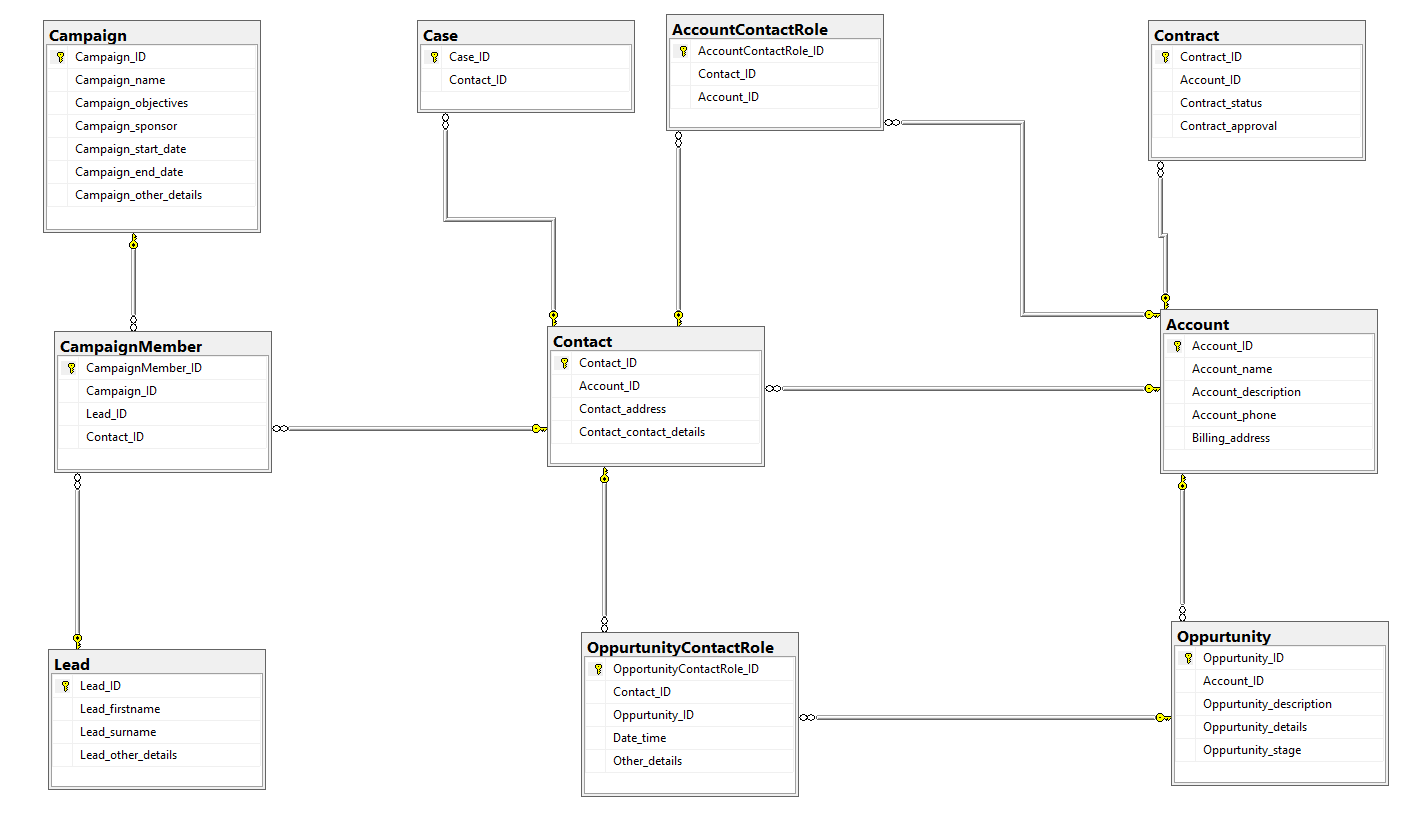 Campaign
Campaign_ID
Campaign_name
Campaign_objectives
Campaign_sponsor
Campaign_start_date
Campaign_end_date
Campaign_other_details
Case
Case_ID
Contact_ID
AccountContactRole
AccountContactRole_ID
Contact_ID
Account_ID
Contract
Contract_ID
Account_ID
Contract_status
Contract_approval
CampaignMember
CampaignMember_ID
Campaign_ID
Lead_ID
Contact_ID
Contact
Contact_ID
Account_ID
Contact_address
Contact_contact_details
Account
Account_ID
Account_name
Account_description
Account_phone
Billing_address
Lead
Lead_ID
Lead_firstname
Lead_surname
Lead_other_details
OppurtunityContactRole
OpportunityContactRole_ID
Contact_ID
Oppurtunity_ID
Date_time
Other_details
Oppurtunity
Oppurtunity_ID
Account_ID
Oppurtunity_description
Oppurtunity_details
Oppurtunity_stage